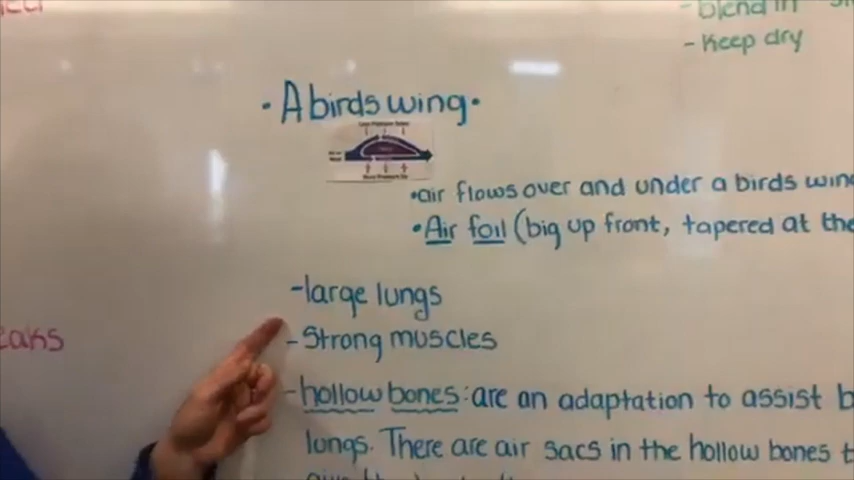 - blend in
- Keep dry
• A birds wing •
• air flows over and under a birds wing
• Air foil (big up front, tapered at the
- large lungs
- Strong muscles
eaks
- hollow bones: are an adaptation to assist b
lungs. There are air sacs in the hollow bones t